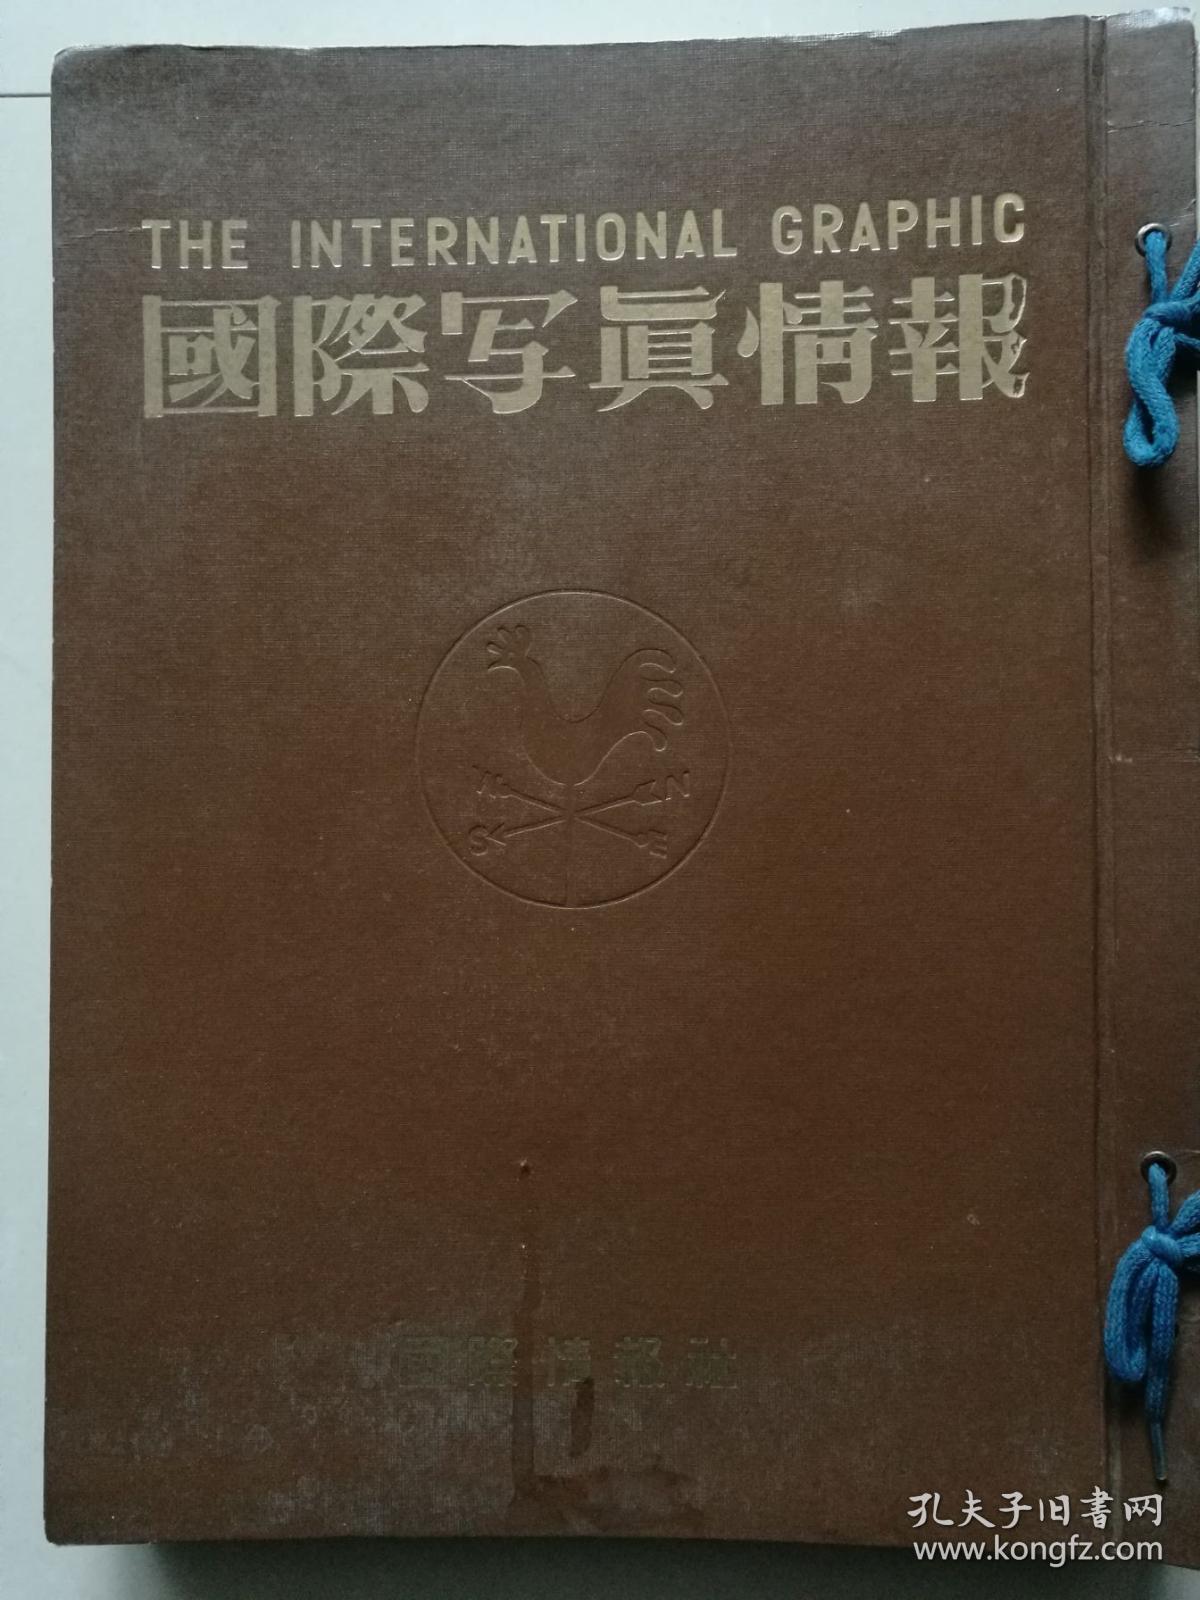 THE INTERNATIONAL GRAPHIC
國際写眞情報
W N
S E
國際情報社
孔夫子旧书网
www.kongfz.com